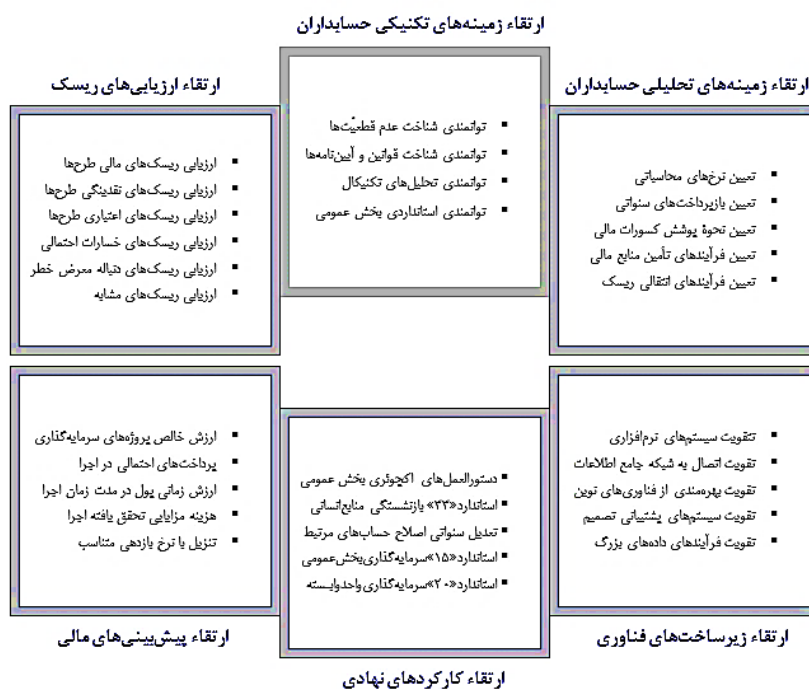 ارتقاء زمینه‌های تکنیکی حسابداران
توانمندی شناخت عدم قطعیّت‌ها
توانمندی شناخت قوانین و آیین‌نامه‌ها
توانمندی تحلیل‌های تکنیکال
توانمندی استانداردی بخش عمومی
ارتقاء زمینه‌های تحلیلی حسابداران
تعیین نرخ‌های محاسباتی
تعیین بازپرداخت‌های سنواتی
تعیین نحوهٔ پوشش کسورات مالی
تعیین فرآیندهای تأمین منابع مالی
تعیین فرآیندهای انتقالی ریسک
ارتقاء ارزیابی‌های ریسک
ارزیابی ریسک‌های مالی طرح‌ها
ارزیابی ریسک‌های نقدینگی طرح‌ها
ارزیابی ریسک‌های اعتباری طرح‌ها
ارزیابی ریسک‌های خسارات احتمالی
ارزیابی ریسک‌های دنباله معرض خطر
ارزیابی ریسک‌های مشابه
تقویت سیستم‌های نرم‌افزاری
تقویت اتصال به شبکه جامع اطلاعات
تقویت بهره‌مندی از فناوری‌های نوین
تقویت سیستم‌های پشتیبانی تصمیم
تقویت فرآیندهای داده‌های بزرگ
ارتقاء زیرساخت‌های فناوری
دستورالعمل‌های اکچوئری بخش عمومی
استاندارد«۳۳» بازنشستگی منابع‌انسانی
تعدیل سنواتی اصلاح حساب‌های مرتبط
استاندارد«۱۵»سرمایه‌گذاری‌بخش‌عمومی
استاندارد«۲۰»سرمایه‌گذاری‌واحدوابسته
ارتقاء کارکردهای نهادی
ارزش خالص پروژه‌های سرمایه‌گذاری
پرداخت‌های احتمالی در اجرا
ارزش زمانی پول در مدت زمان اجرا
هزینه مزایایی تحقق یافته اجرا
تنزیل با نرخ بازدهی متناسب
ارتقاء پیش‌بینی‌های مالی